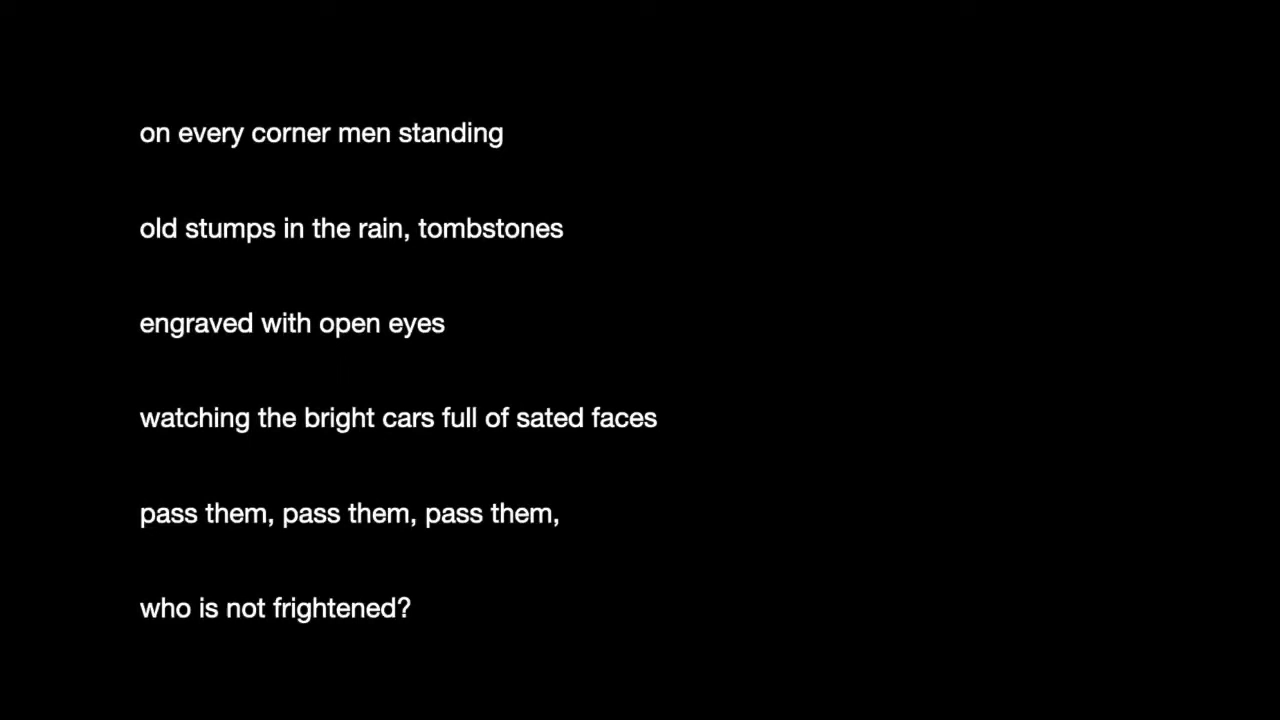 on every corner men standing
old stumps in the rain, tombstones
engraved with open eyes
watching the bright cars full of sated faces
pass them, pass them, pass them,
who is not frightened?